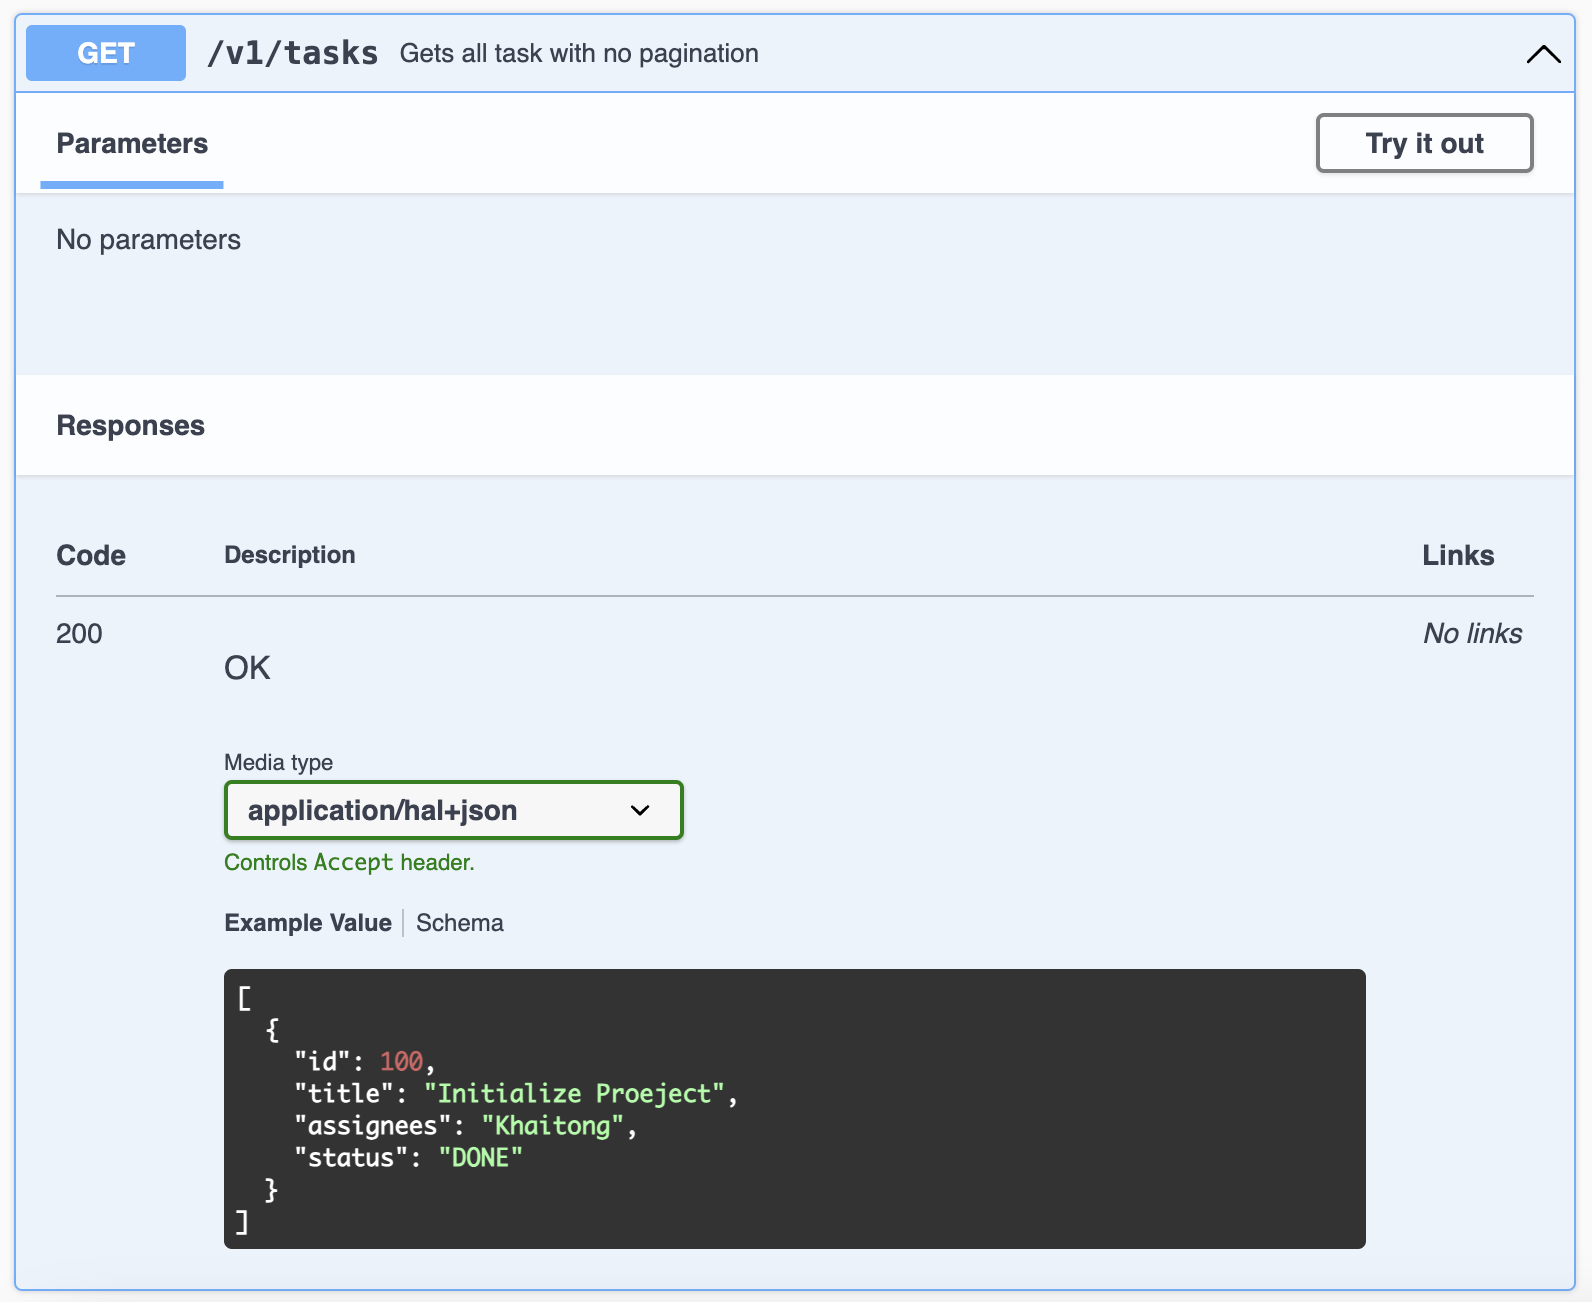 GET /v1/tasks Gets all task with no pagination
Parameters
Try it out
No parameters
Responses
Code Description Links
200 No links
OK
Media type
application/hal+json
Controls Accept header.
Example Value Schema
[
  {
    "id": 100,
    "title": "Initialize Proeject",
    "assignees": "Khaitong",
    "status": "DONE"
  }
]